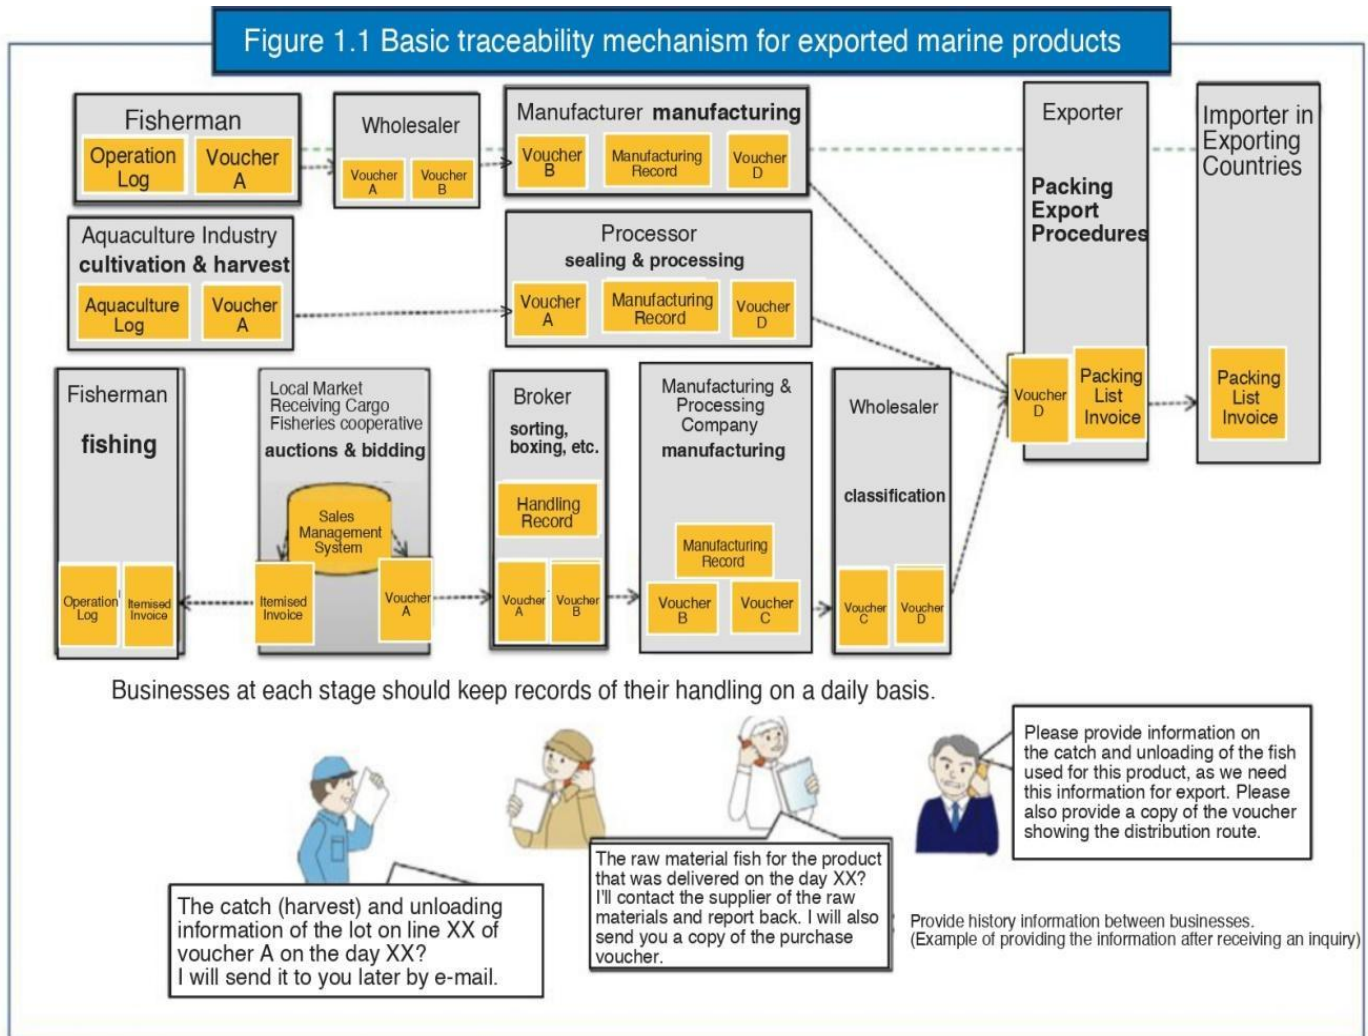 Figure 1.1 Basic traceability mechanism for exported marine products
Fisherman
Operation
Log
Voucher
A
Wholesaler
Voucher
A
Voucher
B
Manufacturer manufacturing
Voucher
B
Manufacturing
Record
Voucher
D
Exporter
Packing
Export
Procedures
Voucher
D
Packing
List
Invoice
Importer in
Exporting
Countries
Packing
List
Invoice
Aquaculture Industry
cultivation & harvest
Aquaculture
Log
Voucher
A
Processor
sealing & processing
Voucher
A
Manufacturing
Record
Voucher
D
Fisherman
fishing
Operation
Log
Itemised
Invoice
Local Market
Receiving Cargo
Fisheries cooperative
auctions & bidding
Sales
Management
System
Itemised
Invoice
Voucher
A
Broker
sorting,
boxing, etc.
Handling
Record
Voucher
A
Voucher
B
Manufacturing &
Processing
Company
manufacturing
Manufacturing
Record
Voucher
B
Voucher
C
Wholesaler
classification
Voucher
C
Voucher
D
Businesses at each stage should keep records of their handling on a daily basis.
The catch (harvest) and unloading
information of the lot on line XX of
voucher A on the day XX?
I will send it to you later by e-mail.
The raw material fish for the product
that was delivered on the day XX?
I'll contact the supplier of the raw
materials and report back. I will also
send you a copy of the purchase
voucher.
Please provide information on
the catch and unloading of the fish
used for this product, as we need
this information for export. Please
also provide a copy of the voucher
showing the distribution route.
Provide history information between businesses.
(Example of providing the information after receiving an inquiry)